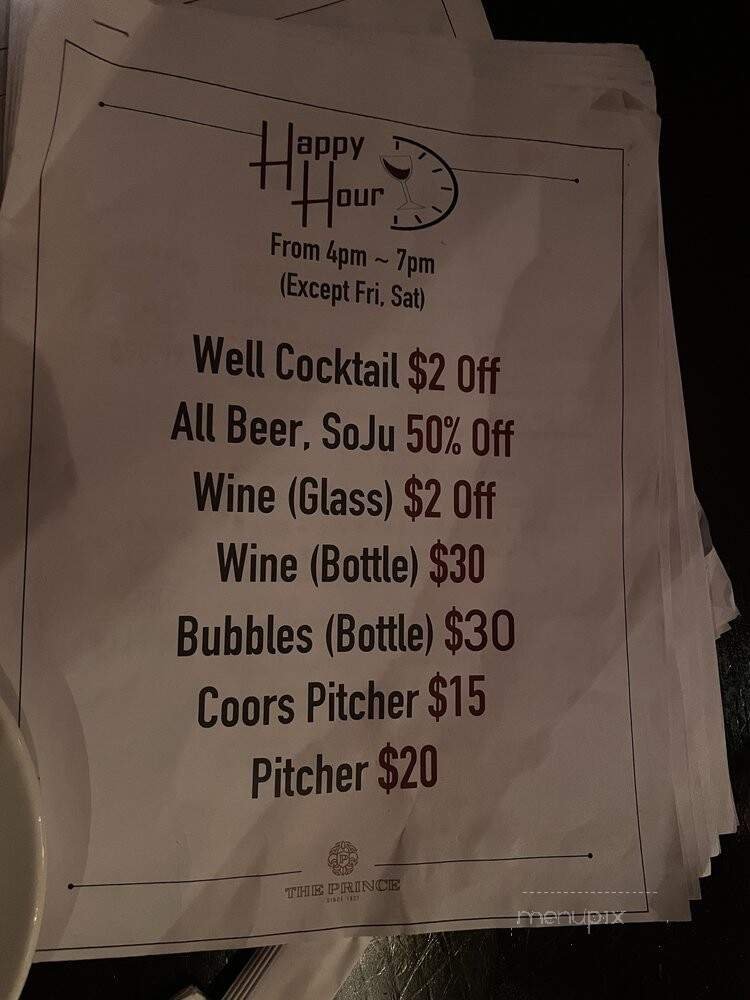 Happy
Hour
From 4pm ~ 7pm
(Except Fri, Sat)
Well Cocktail $2 Off
All Beer, SoJu 50% Off
Wine (Glass) $2 Off
Wine (Bottle) $30
Bubbles (Bottle) $30
Coors Pitcher $15
Pitcher $20
P
THE PRINCE
menupix